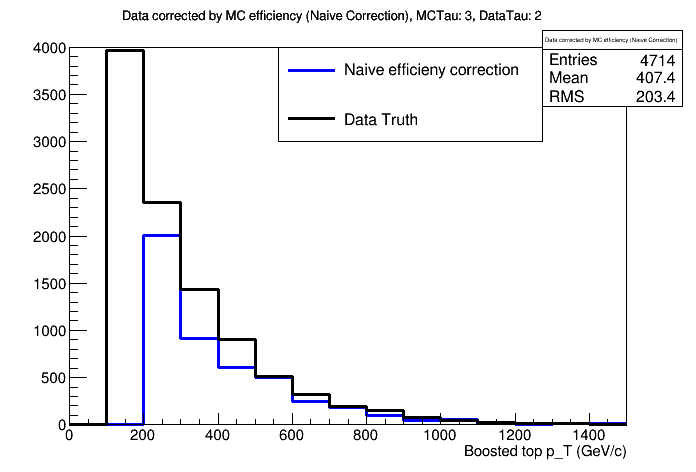 Data corrected by MC efficiency (Naive Correction), MCTau: 3, DataTau: 2
Data corrected by MC efficiency (Naive Correction)
Entries 4714
Mean 407.4
RMS 203.4
Naive efficieny correction
Data Truth
4000
3500
3000
2500
2000
1500
1000
500
0
0 200 400 600 800 1000 1200 1400
Boosted top p_T (GeV/c)